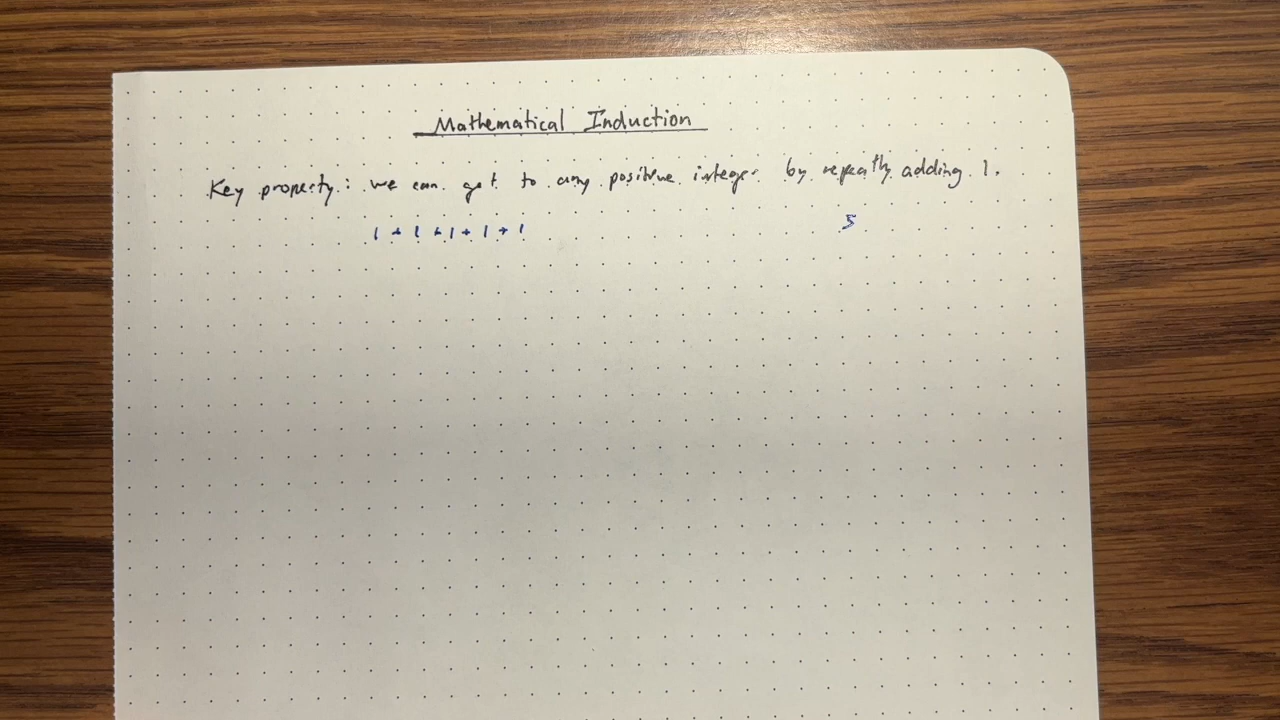 Mathematical Induction
Key property: we can get to any positive integer by repeatly adding 1.
1 + 1 + 1 + 1 + 1 5